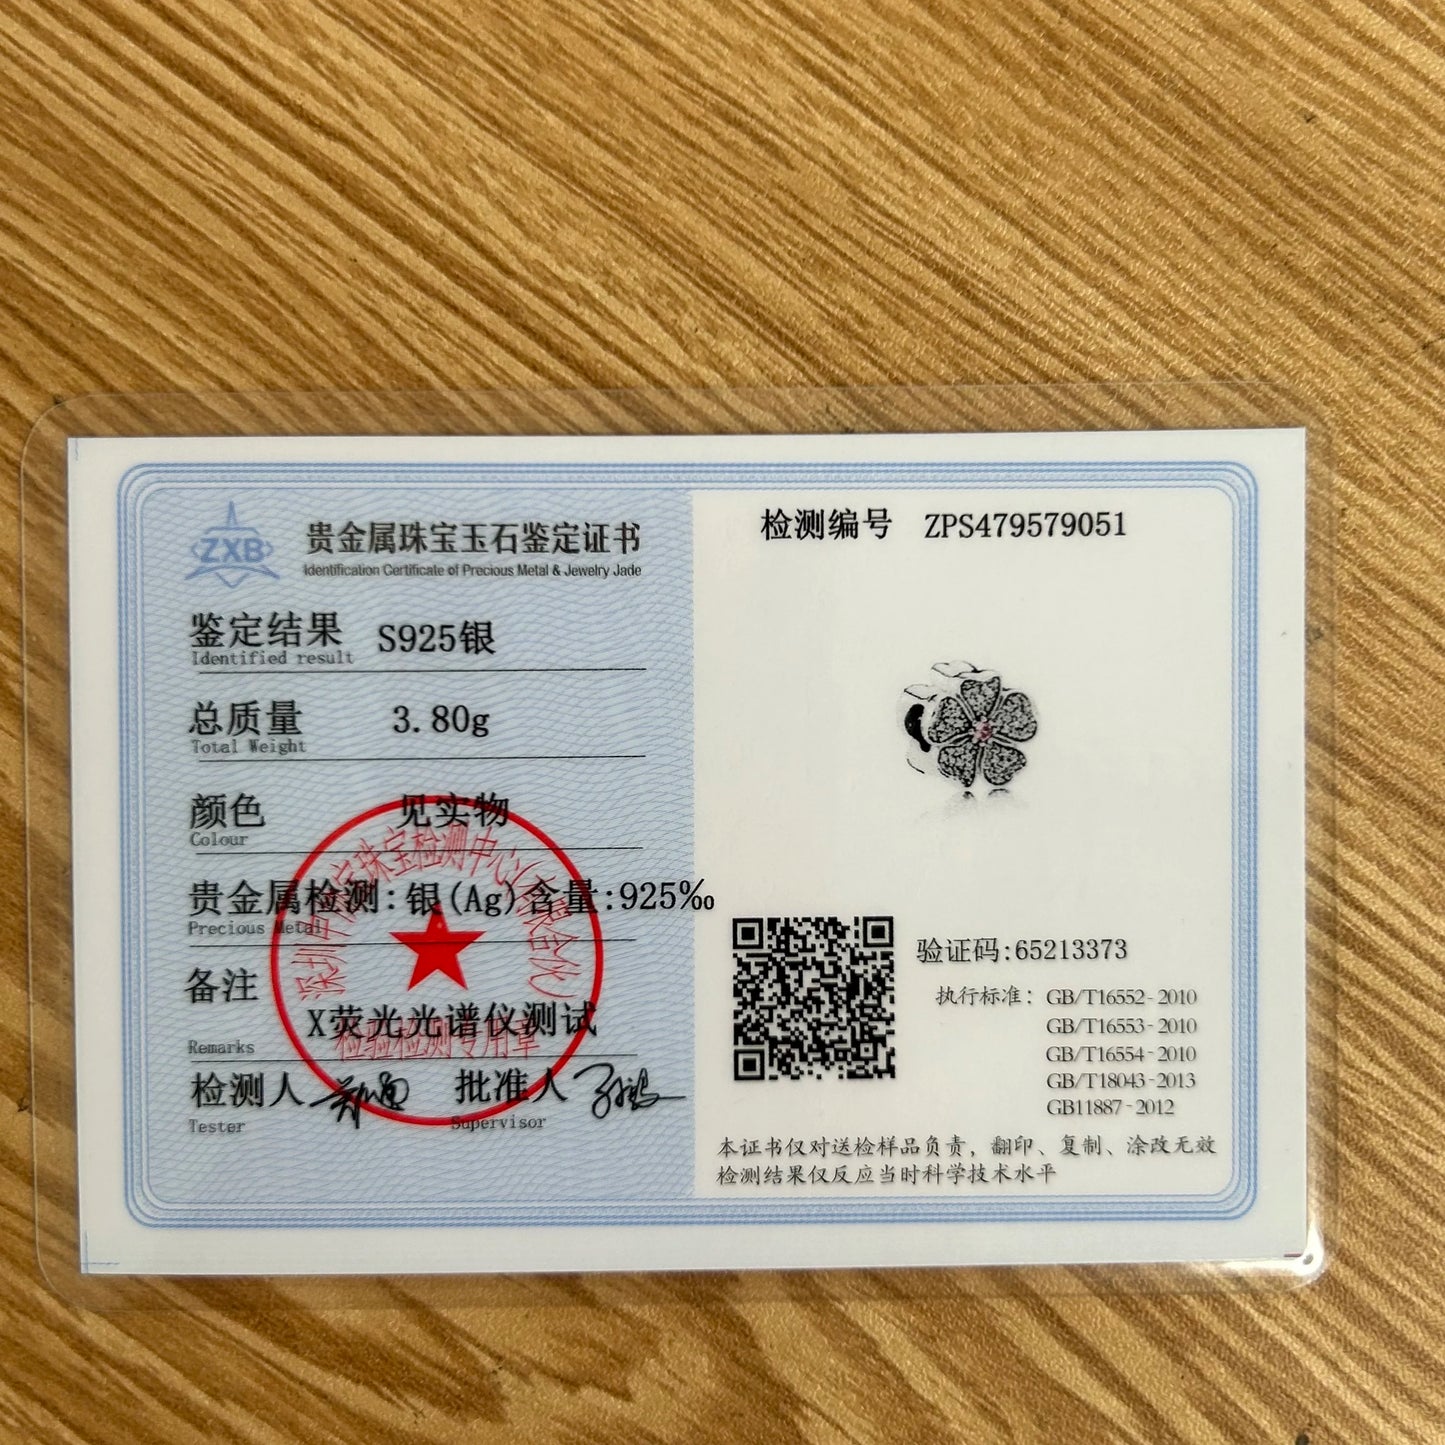 ZXB
贵金属珠宝玉石鉴定证书
Identification Certificate of Precious Metal & Jewelry Jade
鉴定结果 S925银
Identified result
总质量 3.80g
Total Weight
颜色 见实物
Colour
贵金属检测:银(Ag)含量:925‰
Precious Metal
备注
X荧光光谱仪测试
Remarks
检测人 批准人
Tester Supervisor
珠宝检测中心
检验检测专用章
检测编号 ZPS479579051
验证码:65213373
执行标准: GB/T16552-2010
GB/T16553-2010
GB/T16554-2010
GB/T18043-2013
GB11887-2012
本证书仅对送检样品负责，翻印、复制、涂改无效
检测结果仅反应当时科学技术水平